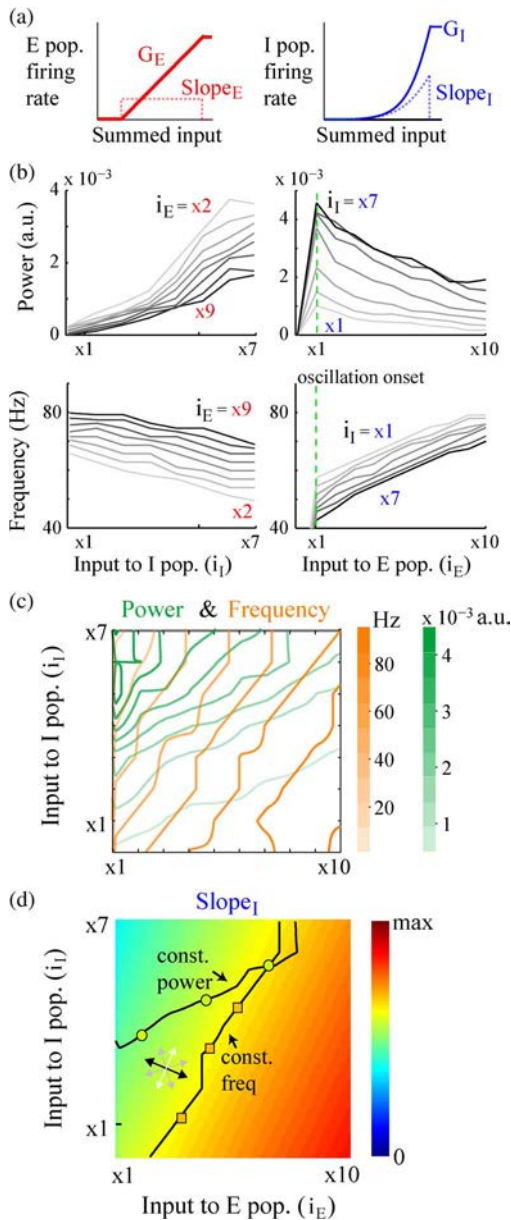 (a)
E pop. firing rate
G_E
Slope_E
Summed input
I pop. firing rate
G_I
Slope_I
Summed input
(b)
x 10⁻³
4
2
0
Power (a.u.)
i_E = x2
x9
x1
x7
x 10⁻³
4
2
0
i_I = x7
x1
x1
x10
80
40
Frequency (Hz)
i_E = x9
x2
x1
x7
Input to I pop. (i_I)
oscillation onset
80
40
i_I = x1
x7
x1
x10
Input to E pop. (i_E)
(c)
Power & Frequency
x7
x1
Input to I pop. (i_I)
x1
x10
Hz
80
60
40
20
x 10⁻³ a.u.
4
3
2
1
(d)
Slope_I
x7
x1
Input to I pop. (i_I)
const. power
const. freq
x1
x10
Input to E pop. (i_E)
max
0